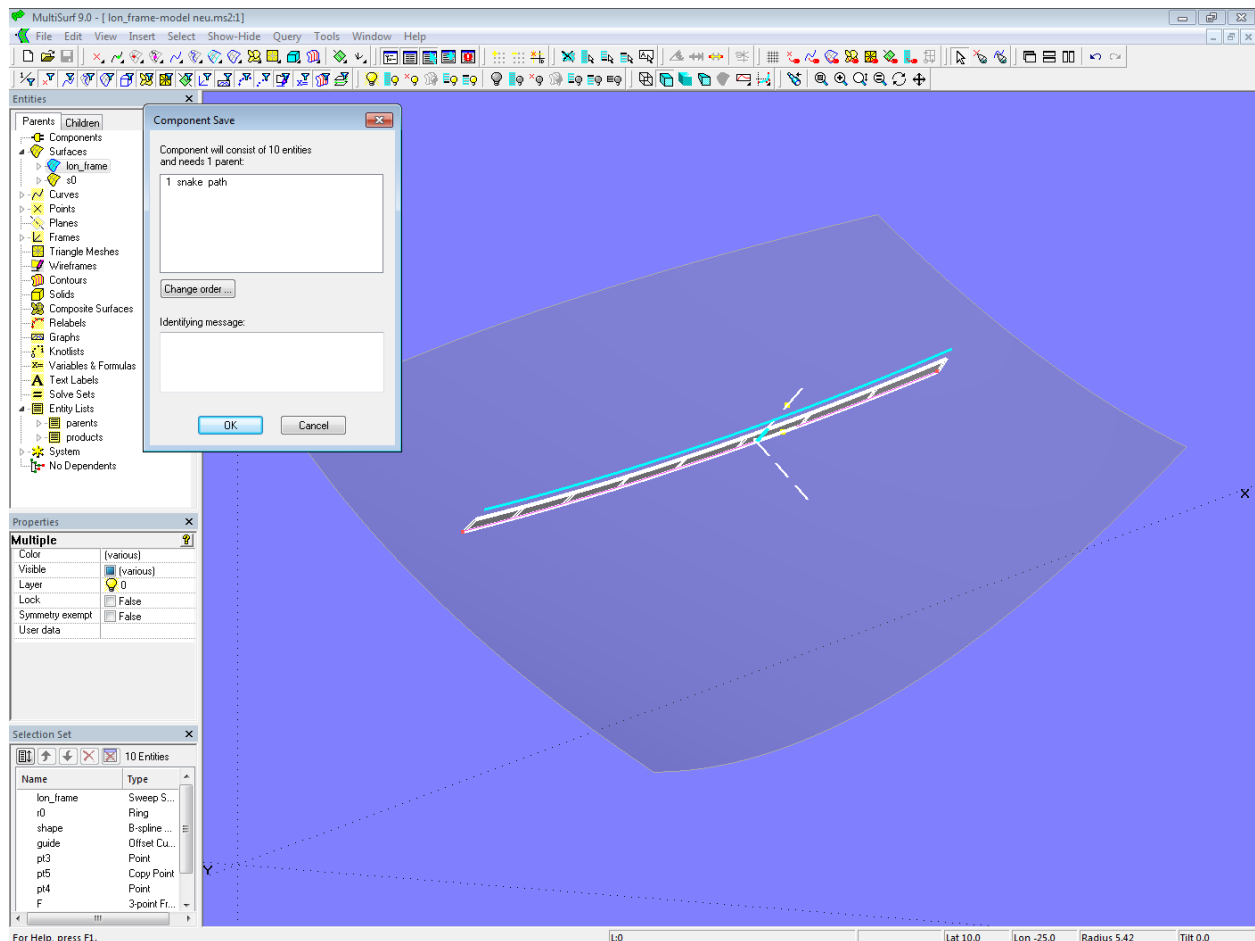 MultiSurf 9.0 - [ lon_frame-model neu.ms2:1]
File Edit View Insert Select Show-Hide Query Tools Window Help
Entities
Parents Children
Components
Surfaces
lon_frame
s0
Curves
Points
Planes
Frames
Triangle Meshes
Wireframes
Contours
Solids
Composite Surfaces
Relabels
Graphs
Knotlists
Variables & Formulas
Text Labels
Solve Sets
Entity Lists
parents
products
System
No Dependents
Component Save
Component will consist of 10 entities
and needs 1 parent:
1 snake path
Change order ...
Identifying message:
OK Cancel
X
Y
Properties
Multiple
Color (various)
Visible (various)
Layer 0
Lock False
Symmetry exempt False
User data
Selection Set
10 Entities
Name Type
lon_frame Sweep S...
r0 Ring
shape B-spline ...
guide Offset Cu...
pt3 Point
pt5 Copy Point
pt4 Point
F 3-point Fr...
For Help, press F1. L:0 Lat 10.0 Lon -25.0 Radius 5.42 Tilt 0.0